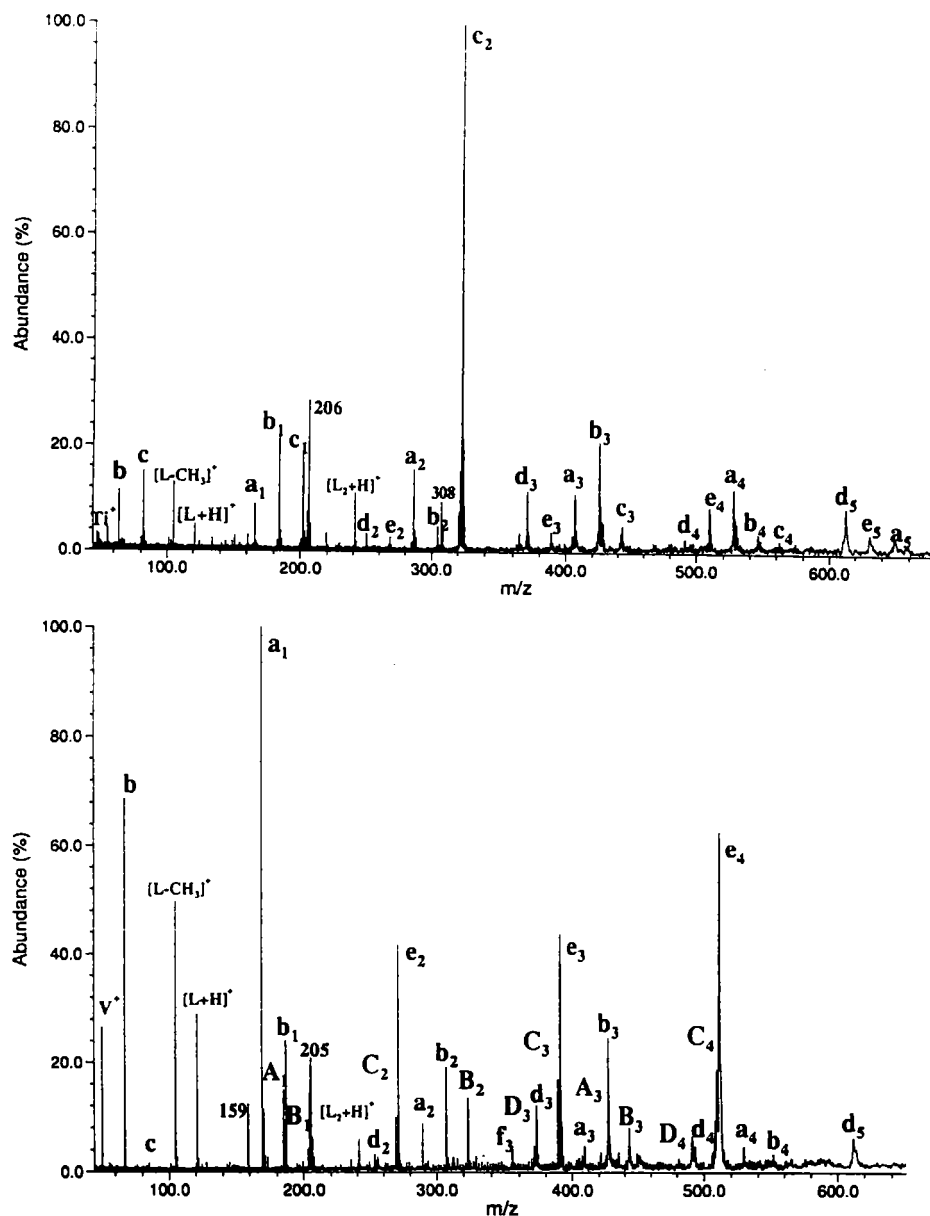 100.0
80.0
60.0
40.0
20.0
0.0
Abundance (%)
c₂
b₁
206
b
c
[L-CH₃]⁺
[L+H]⁺
a₁
c₁
[L₂+H]⁺
a₂
308
d₂
e₂
b₂
d₃
e₃
a₃
b₃
c₃
d₄
e₄
a₄
b₄
c₄
d₅
e₅
a₅
100.0 200.0 300.0 400.0 500.0 600.0
m/z
100.0
80.0
60.0
40.0
20.0
0.0
Abundance (%)
V⁺
b
c
[L-CH₃]⁺
[L+H]⁺
159
a₁
A₁
b₁
B₁
205
[L₂+H]⁺
d₂
C₂
e₂
a₂
b₂
B₂
f₃
D₃
d₃
C₃
e₃
A₃
a₃
b₃
B₃
D₄
d₄
C₄
e₄
a₄
b₄
d₅
100.0 200.0 300.0 400.0 500.0 600.0
m/z